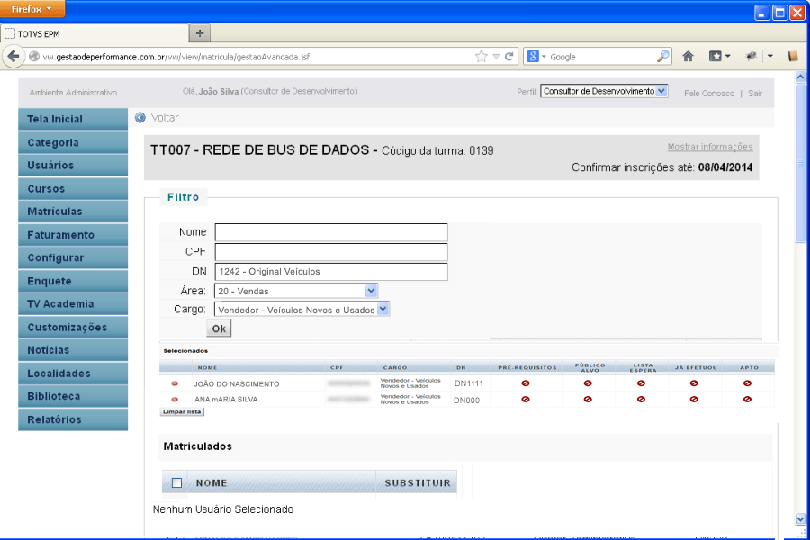 Firefox
TOTVS EPM
vw.gestaodeperformance.com.br/vw/view/matricula/gestaoAvancada.jsf
Google
Ambiente Administrativo
Olá, João Silva (Consultor de Desenvolvimento)
Perfil Consultor de Desenvolvimento
Fale Conosco | Sair
Tela Inicial
Categoria
Usuários
Cursos
Matrículas
Faturamento
Configurar
Enquete
TV Academia
Customizações
Notícias
Localidades
Biblioteca
Relatórios
Voltar
TT007 - REDE DE BUS DE DADOS - Código da turma: 0139
Mostrar informações
Confirmar inscrições até: 08/04/2014
Filtro
Nome
CPF
DN 1242 - Original Veículos
Área: 20 - Vendas
Cargo: Vendedor - Veículos Novos e Usados
Ok
Selecionados
NOME CPF CARGO DN PRÉ-REQUISITOS PÚBLICO ALVO LISTA ESPERA JÁ EFETUOU APTO
JOÃO DO NASCIMENTO Vendedor - Veículos Novos e Usados DN1111
ANA mARIA SILVA Vendedor - Veículos Novos e Usados DN000
Limpar lista
Matriculados
NOME SUBSTITUIR
Nenhum Usuário Selecionado